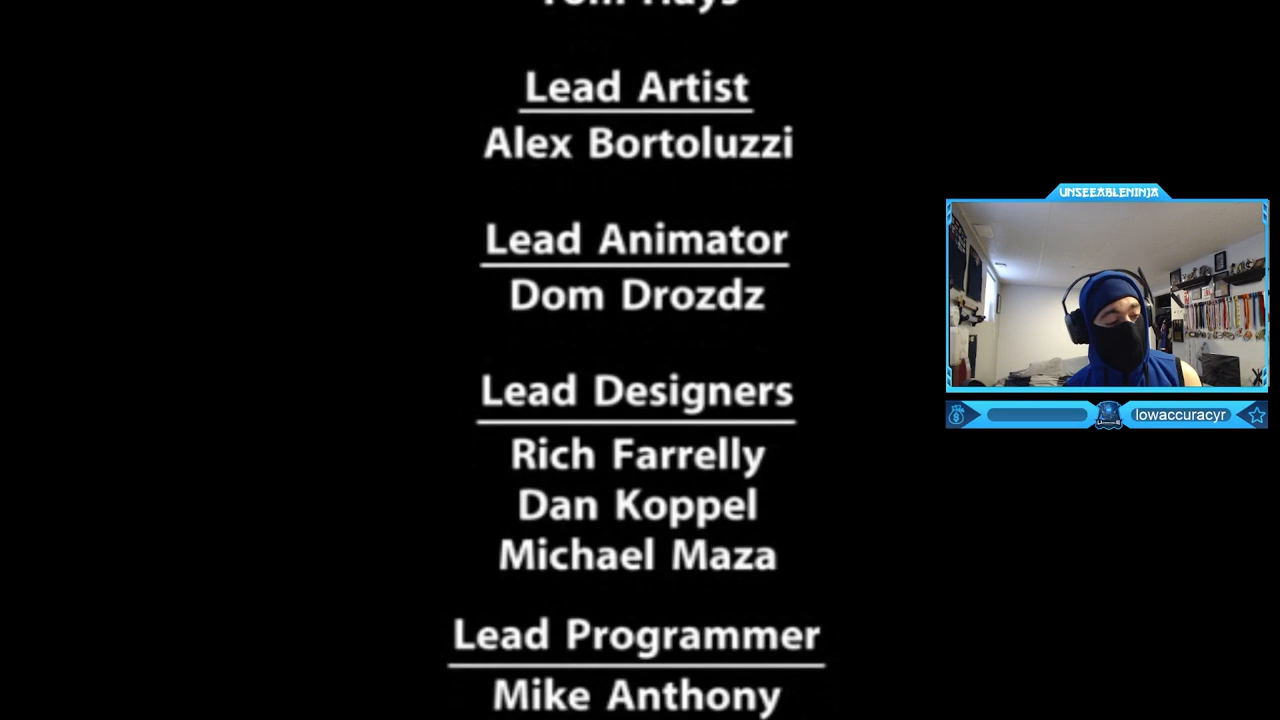 Lead Artist
Alex Bortoluzzi
Lead Animator
Dom Drozdz
Lead Designers
Rich Farrelly
Dan Koppel
Michael Maza
Lead Programmer
Mike Anthony
UNSEEABLENINJA
lowaccuracyr